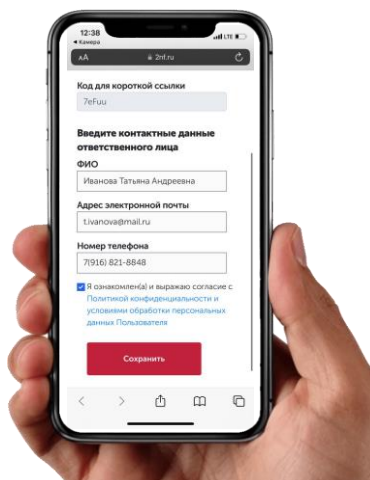 12:38
LTE
◀ Камера
AA
2nf.ru
Код для короткой ссылки
7eFuu
Введите контактные данные
ответственного лица
ФИО
Иванова Татьяна Андреевна
Адрес электронной почты
t.ivanova@mail.ru
Номер телефона
7(916) 821-8848
Я ознакомлен(а) и выражаю согласие с
Политикой конфиденциальности и
условиями обработки персональных
данных Пользователя
Сохранить